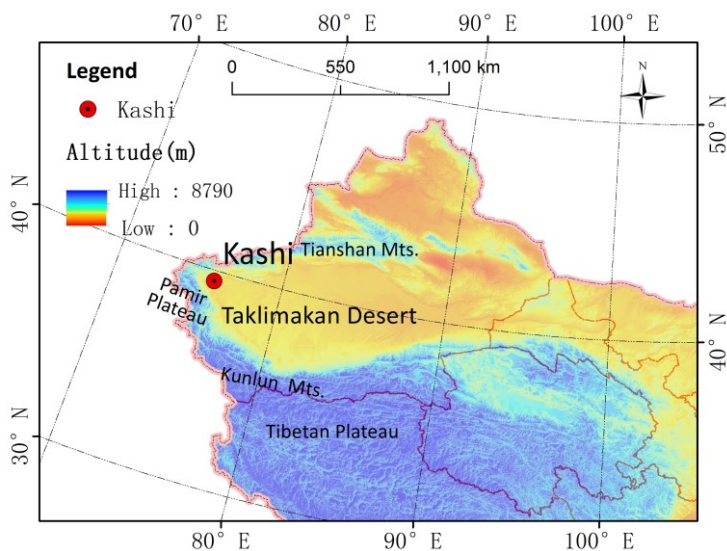 70° E
80° E
90° E
100° E
Legend
0
550
1,100 km
N
Kashi
50° N
Altitude(m)
High : 8790
40° N
Low : 0
Kashi
Tianshan Mts.
Pamir
Plateau
Taklimakan Desert
40° N
Kunlun Mts.
Tibetan Plateau
30° N
80° E
90° E
100° E